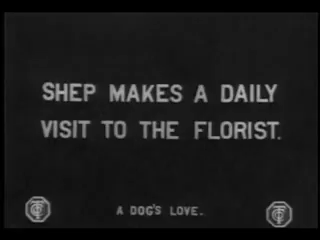 SHEP MAKES A DAILY
VISIT TO THE FLORIST.
A DOG'S LOVE.